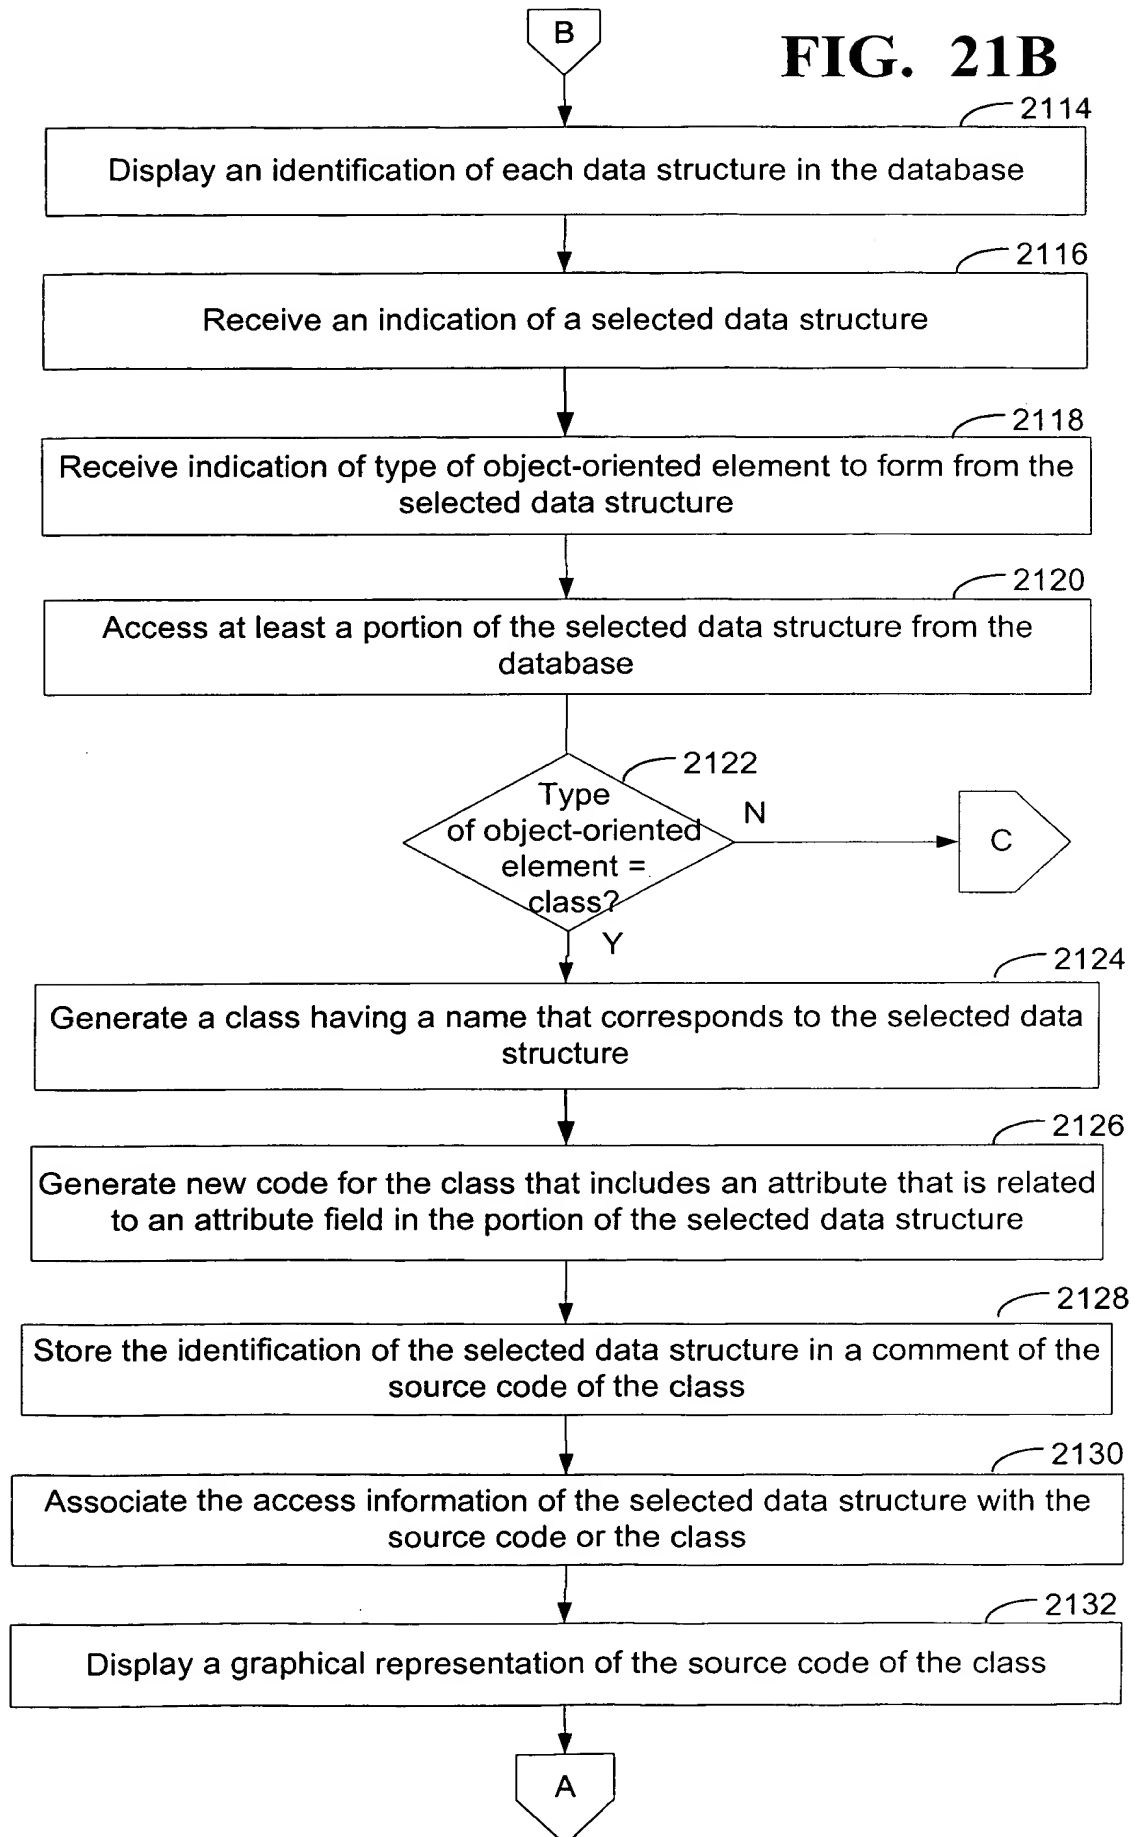 B
FIG. 21B
2114
Display an identification of each data structure in the database
2116
Receive an indication of a selected data structure
2118
Receive indication of type of object-oriented element to form from the
selected data structure
2120
Access at least a portion of the selected data structure from the
database
2122
Type
of object-oriented
element =
class?
N
C
Y
2124
Generate a class having a name that corresponds to the selected data
structure
2126
Generate new code for the class that includes an attribute that is related
to an attribute field in the portion of the selected data structure
2128
Store the identification of the selected data structure in a comment of the
source code of the class
2130
Associate the access information of the selected data structure with the
source code or the class
2132
Display a graphical representation of the source code of the class
A